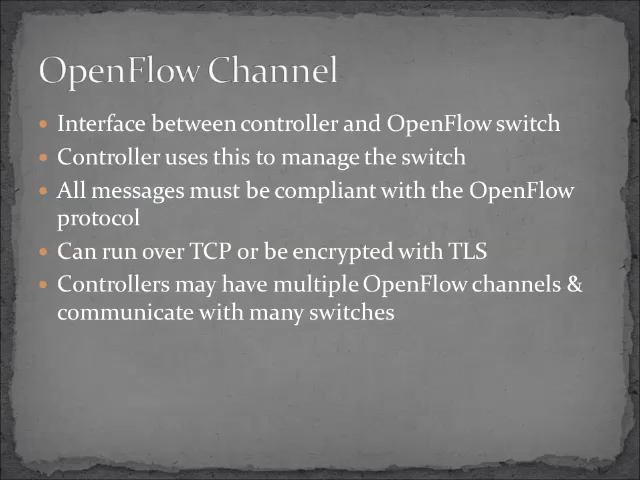 OpenFlow Channel
• Interface between controller and OpenFlow switch
• Controller uses this to manage the switch
• All messages must be compliant with the OpenFlow
protocol
• Can run over TCP or be encrypted with TLS
• Controllers may have multiple OpenFlow channels &
communicate with many switches